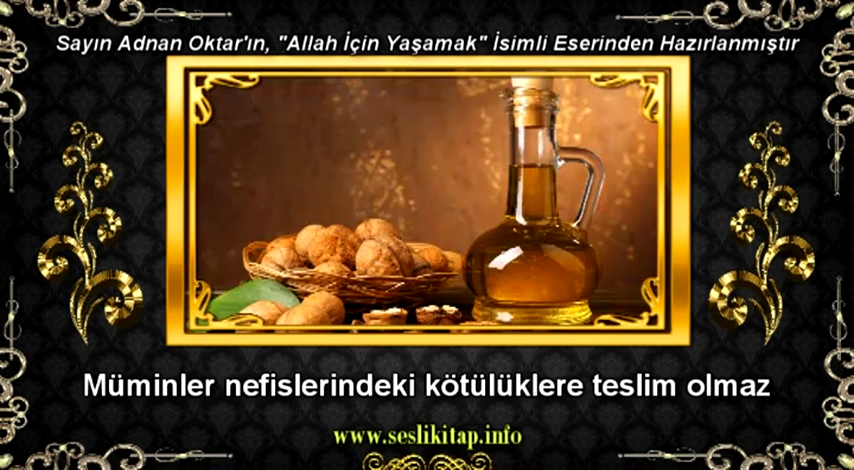 Sayın Adnan Oktar'ın, "Allah İçin Yaşamak" İsimli Eserinden Hazırlanmıştır
Müminler nefislerindeki kötülüklere teslim olmaz
www.seslikitap.info